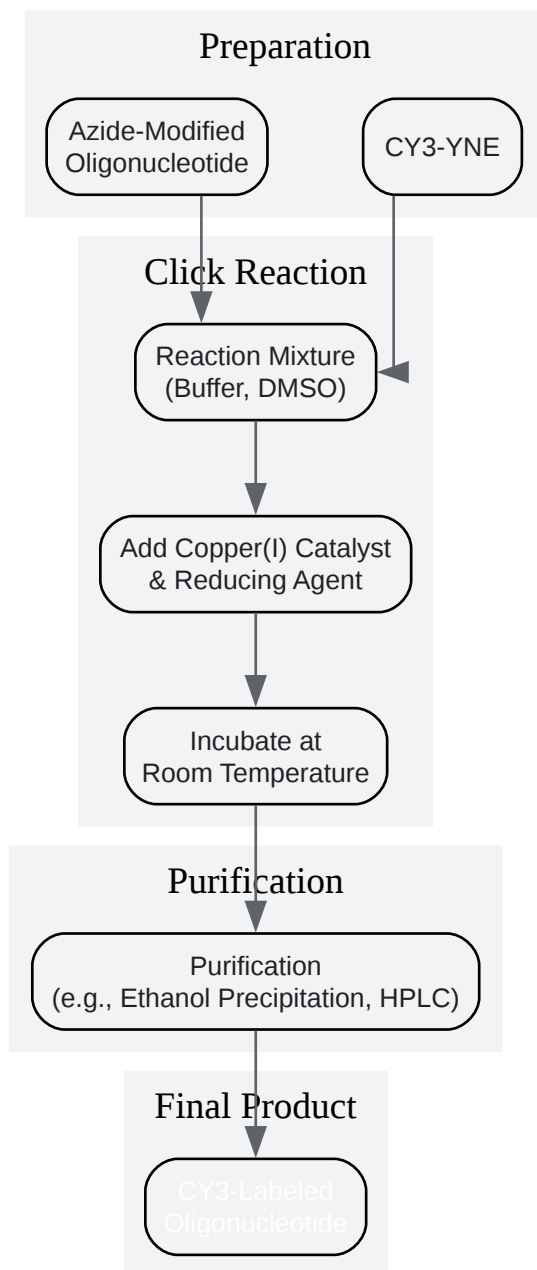 Preparation
Azide-Modified
Oligonucleotide
CY3-YNE
Click Reaction
Reaction Mixture
(Buffer, DMSO)
Add Copper(I) Catalyst
& Reducing Agent
Incubate at
Room Temperature
Purification
Purification
(e.g., Ethanol Precipitation, HPLC)
Final Product
CY3-Labeled
Oligonucleotide